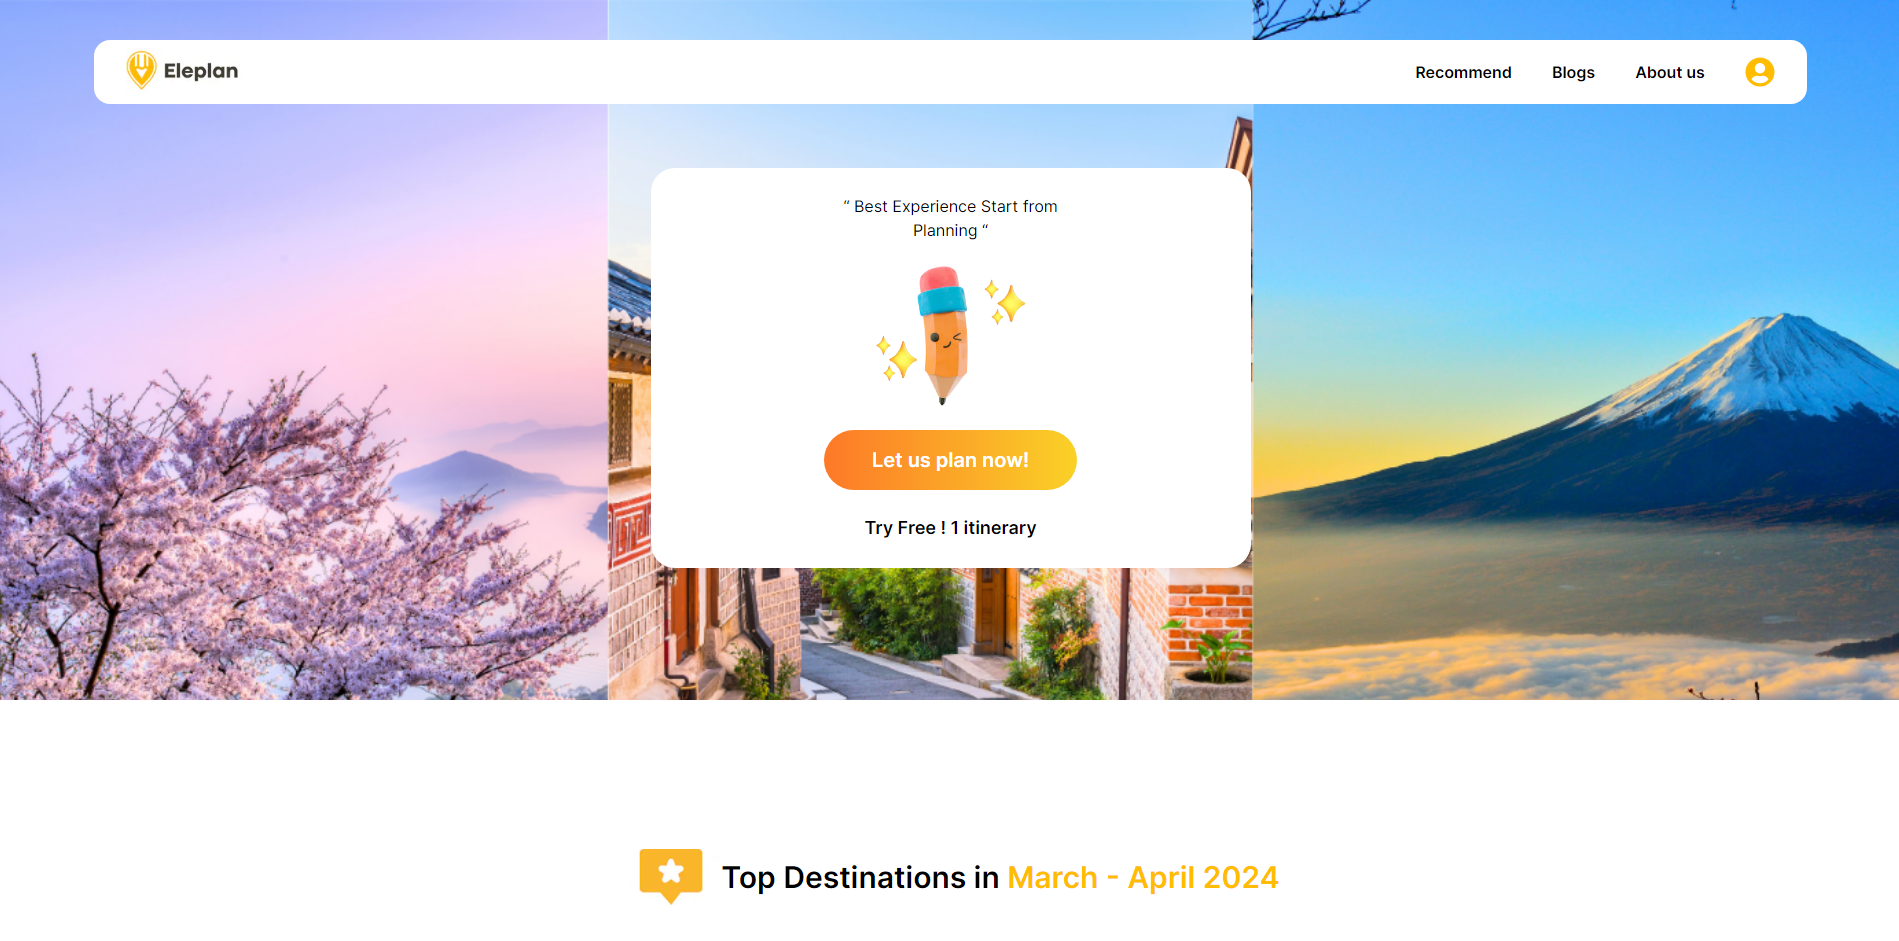 Eleplan
Recommend
Blogs
About us
“ Best Experience Start from
Planning “
Let us plan now!
Try Free ! 1 itinerary
Top Destinations in March - April 2024